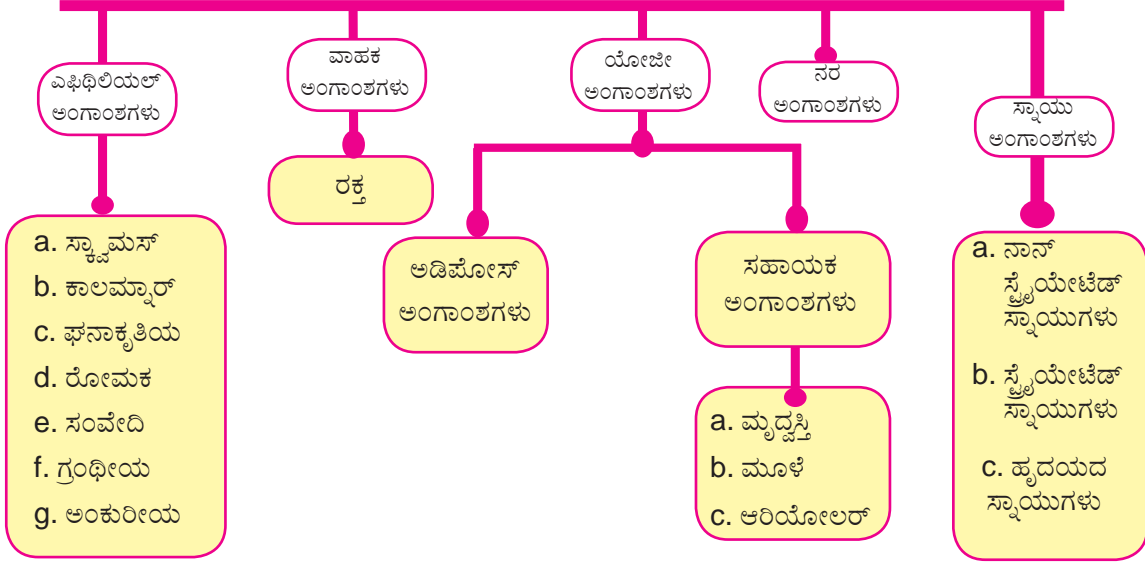 ಎಫಿಥಿಲಿಯಲ್
ಅಂಗಾಂಶಗಳು
ವಾಹಕ
ಅಂಗಾಂಶಗಳು
ಯೋಜೀ
ಅಂಗಾಂಶಗಳು
ನರ
ಅಂಗಾಂಶಗಳು
ಸ್ನಾಯು
ಅಂಗಾಂಶಗಳು
a. ಸ್ಕ್ವಾಮಸ್
b. ಕಾಲಮ್ನಾರ್
c. ಘನಾಕೃತಿಯ
d. ರೋಮಕ
e. ಸಂವೇದಿ
f. ಗ್ರಂಥೀಯ
g. ಅಂಕುರೀಯ
ರಕ್ತ
ಅಡಿಪೋಸ್
ಅಂಗಾಂಶಗಳು
ಸಹಾಯಕ
ಅಂಗಾಂಶಗಳು
a. ಮೃದ್ವಸ್ತಿ
b. ಮೂಳೆ
c. ಆರಿಯೋಲರ್
a. ನಾನ್
ಸ್ಟ್ರೈಯೇಟೆಡ್
ಸ್ನಾಯುಗಳು
b. ಸ್ಟ್ರೈಯೇಟೆಡ್
ಸ್ನಾಯುಗಳು
c. ಹೃದಯದ
ಸ್ನಾಯುಗಳು